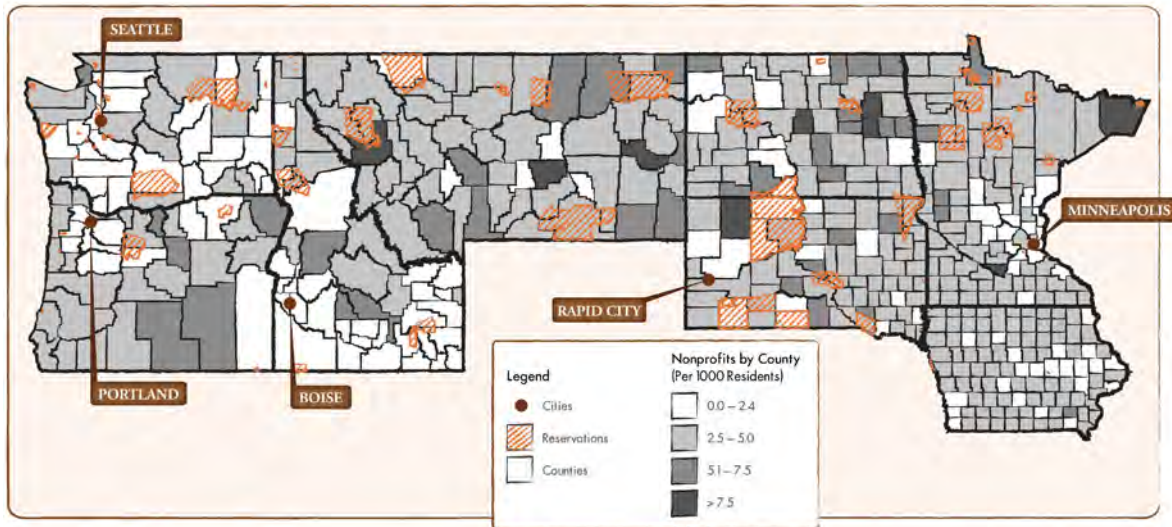 SEATTLE
MINNEAPOLIS
RAPID CITY
PORTLAND
BOISE
Legend
Cities
Reservations
Counties
Nonprofits by County
(Per 1000 Residents)
0.0 – 2.4
2.5 – 5.0
5.1 – 7.5
> 7.5